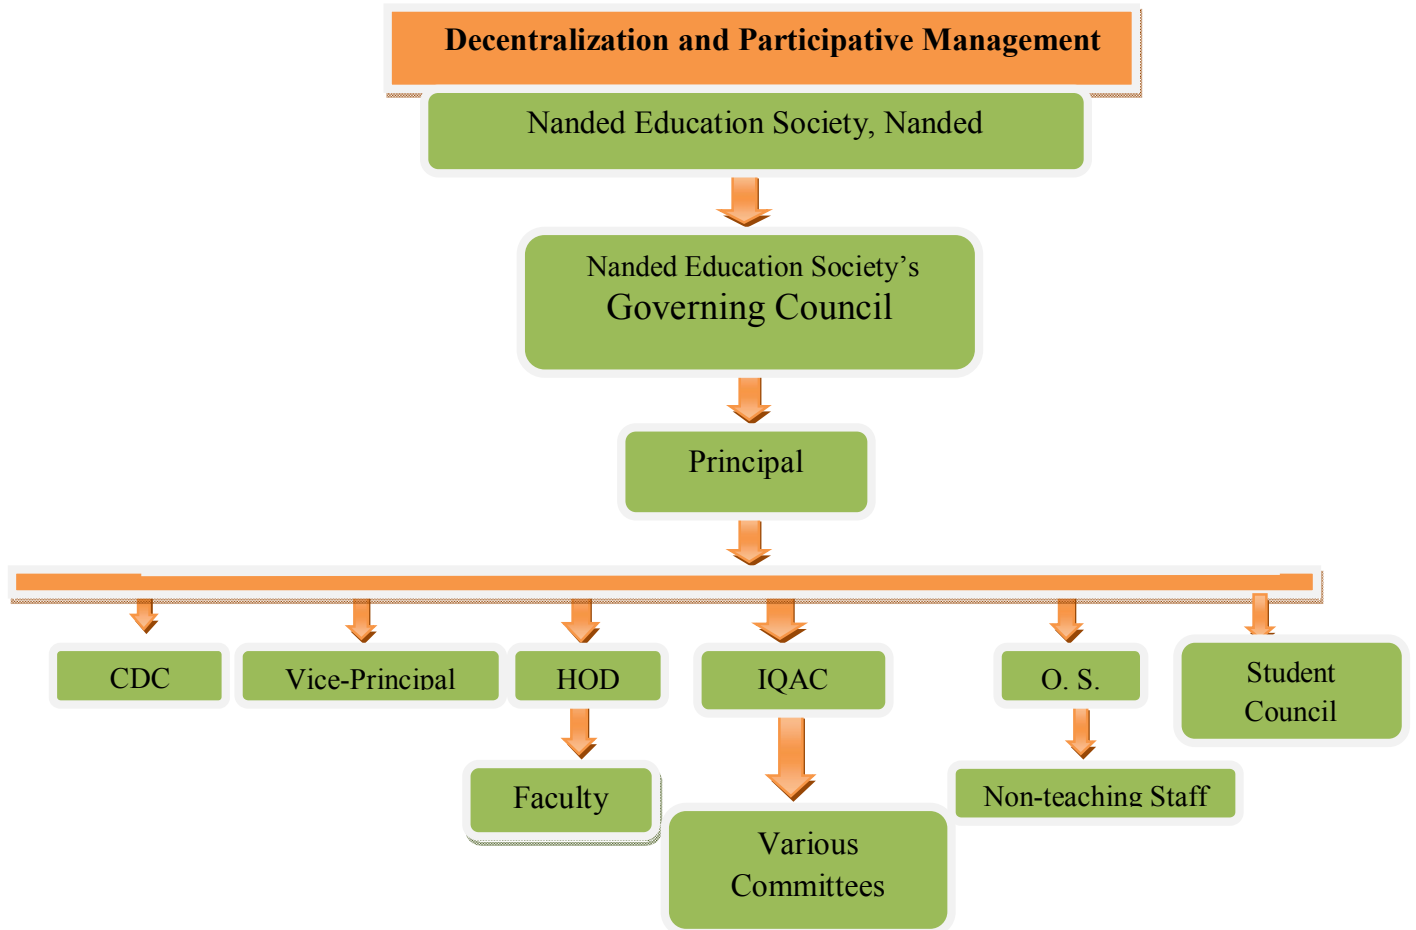 Decentralization and Participative Management
Nanded Education Society, Nanded
Nanded Education Society’s
Governing Council
Principal
CDC
Vice-Principal
HOD
IQAC
O. S.
Student
Council
Faculty
Non-teaching Staff
Various
Committees